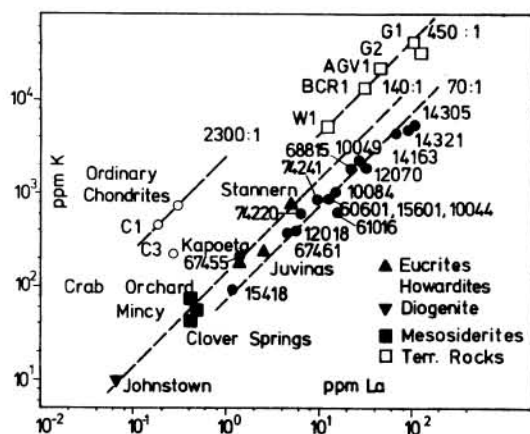 ppm K
10⁴
10³
10²
10¹
10⁻²
10⁻¹
10⁰
10¹
10²
ppm La
G1
450 : 1
G2
AGV1
BCR1
140:1
70:1
W1
14305
68815
10049
14321
2300:1
74241
14163
12070
Ordinary
Chondrites
Stannern
10084
74220
60601, 15601, 10044
C1
61016
C3
Kapoeta
12018
67455
67461
Juvinas
Crab Orchard
15418
Mincy
Clover Springs
Johnstown
Eucrites
Howardites
Diogenite
Mesosiderites
Terr. Rocks